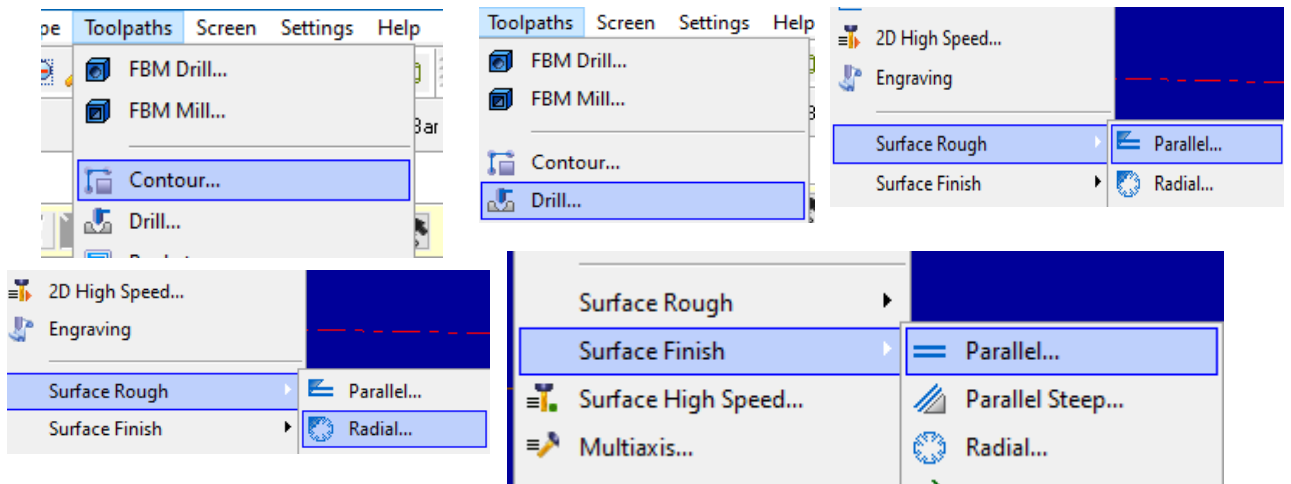 pe Toolpaths Screen Settings Help
FBM Drill...
FBM Mill...
Bar
Contour...
Drill...
Toolpaths Screen Settings Help
FBM Drill...
FBM Mill...
Contour...
Drill...
2D High Speed...
Engraving
Surface Rough
Parallel...
Surface Finish
Radial...
2D High Speed...
Engraving
Surface Rough
Parallel...
Surface Finish
Radial...
Surface Rough
Surface Finish
Parallel...
Surface High Speed...
Parallel Steep...
Multiaxis...
Radial...